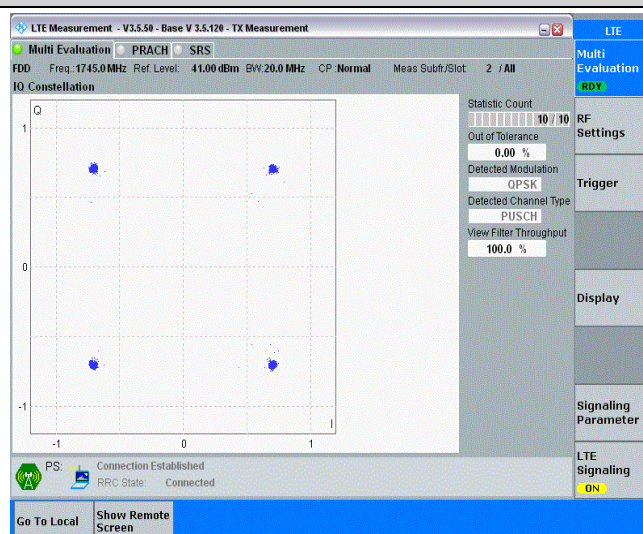 LTE Measurement - V3.5.50 - Base V 3.5.120 - TX Measurement
Multi Evaluation PRACH SRS
FDD Freq.:1745.0 MHz Ref. Level: 41.00 dBm BW:20.0 MHz CP :Normal Meas Subfr./Slot: 2 / All
IQ Constellation
Q
1
0
-1
-1 0 1
I
Statistic Count
10 / 10
Out of Tolerance
0.00 %
Detected Modulation
QPSK
Detected Channel Type
PUSCH
View Filter Throughput
100.0 %
PS: Connection Established
RRC State: Connected
Go To Local
Show Remote
Screen
LTE
Multi
Evaluation
RDY
RF
Settings
Trigger
Display
Signaling
Parameter
LTE
Signaling
ON